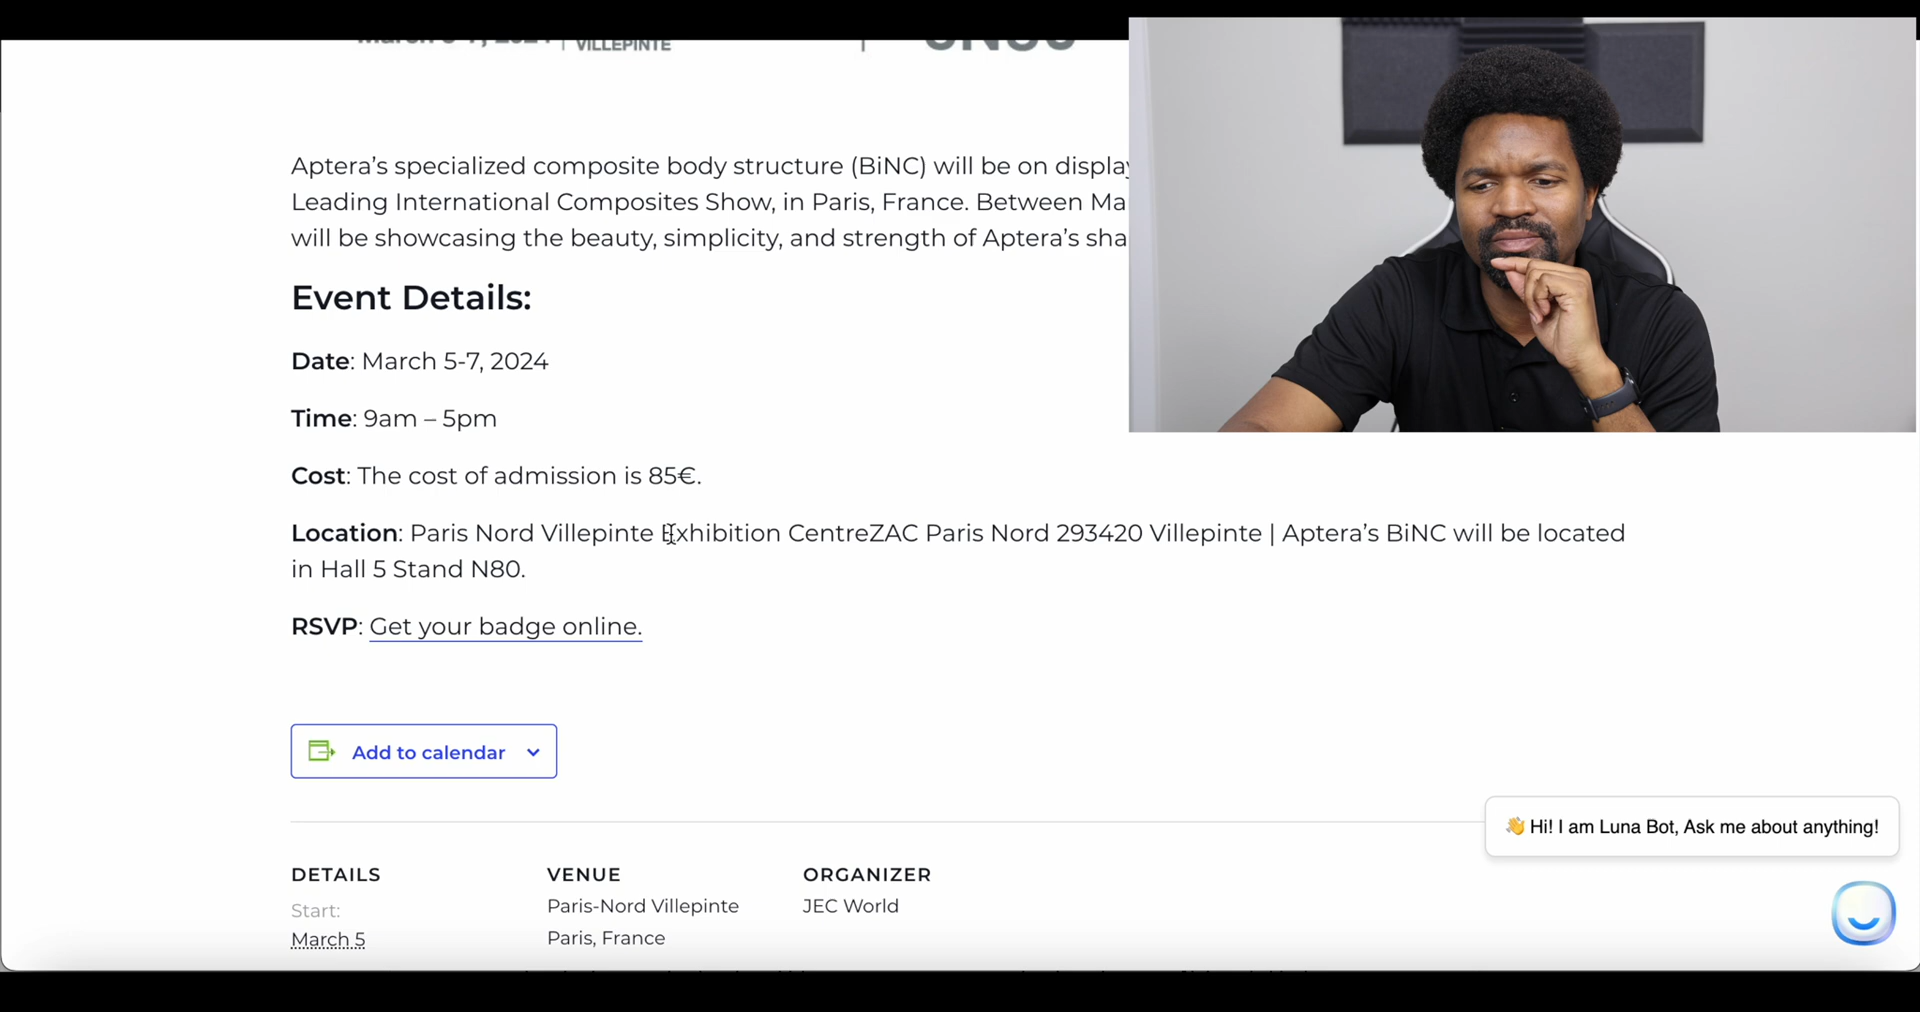 VILLEPINTE
Aptera’s specialized composite body structure (BiNC) will be on display
Leading International Composites Show, in Paris, France. Between Ma
will be showcasing the beauty, simplicity, and strength of Aptera’s sha
Event Details:
Date: March 5-7, 2024
Time: 9am – 5pm
Cost: The cost of admission is 85€.
Location: Paris Nord Villepinte Exhibition CentreZAC Paris Nord 293420 Villepinte | Aptera’s BiNC will be located
in Hall 5 Stand N80.
RSVP: Get your badge online.
Add to calendar
👋 Hi! I am Luna Bot, Ask me about anything!
DETAILS VENUE ORGANIZER
Start: Paris-Nord Villepinte JEC World
March 5 Paris, France